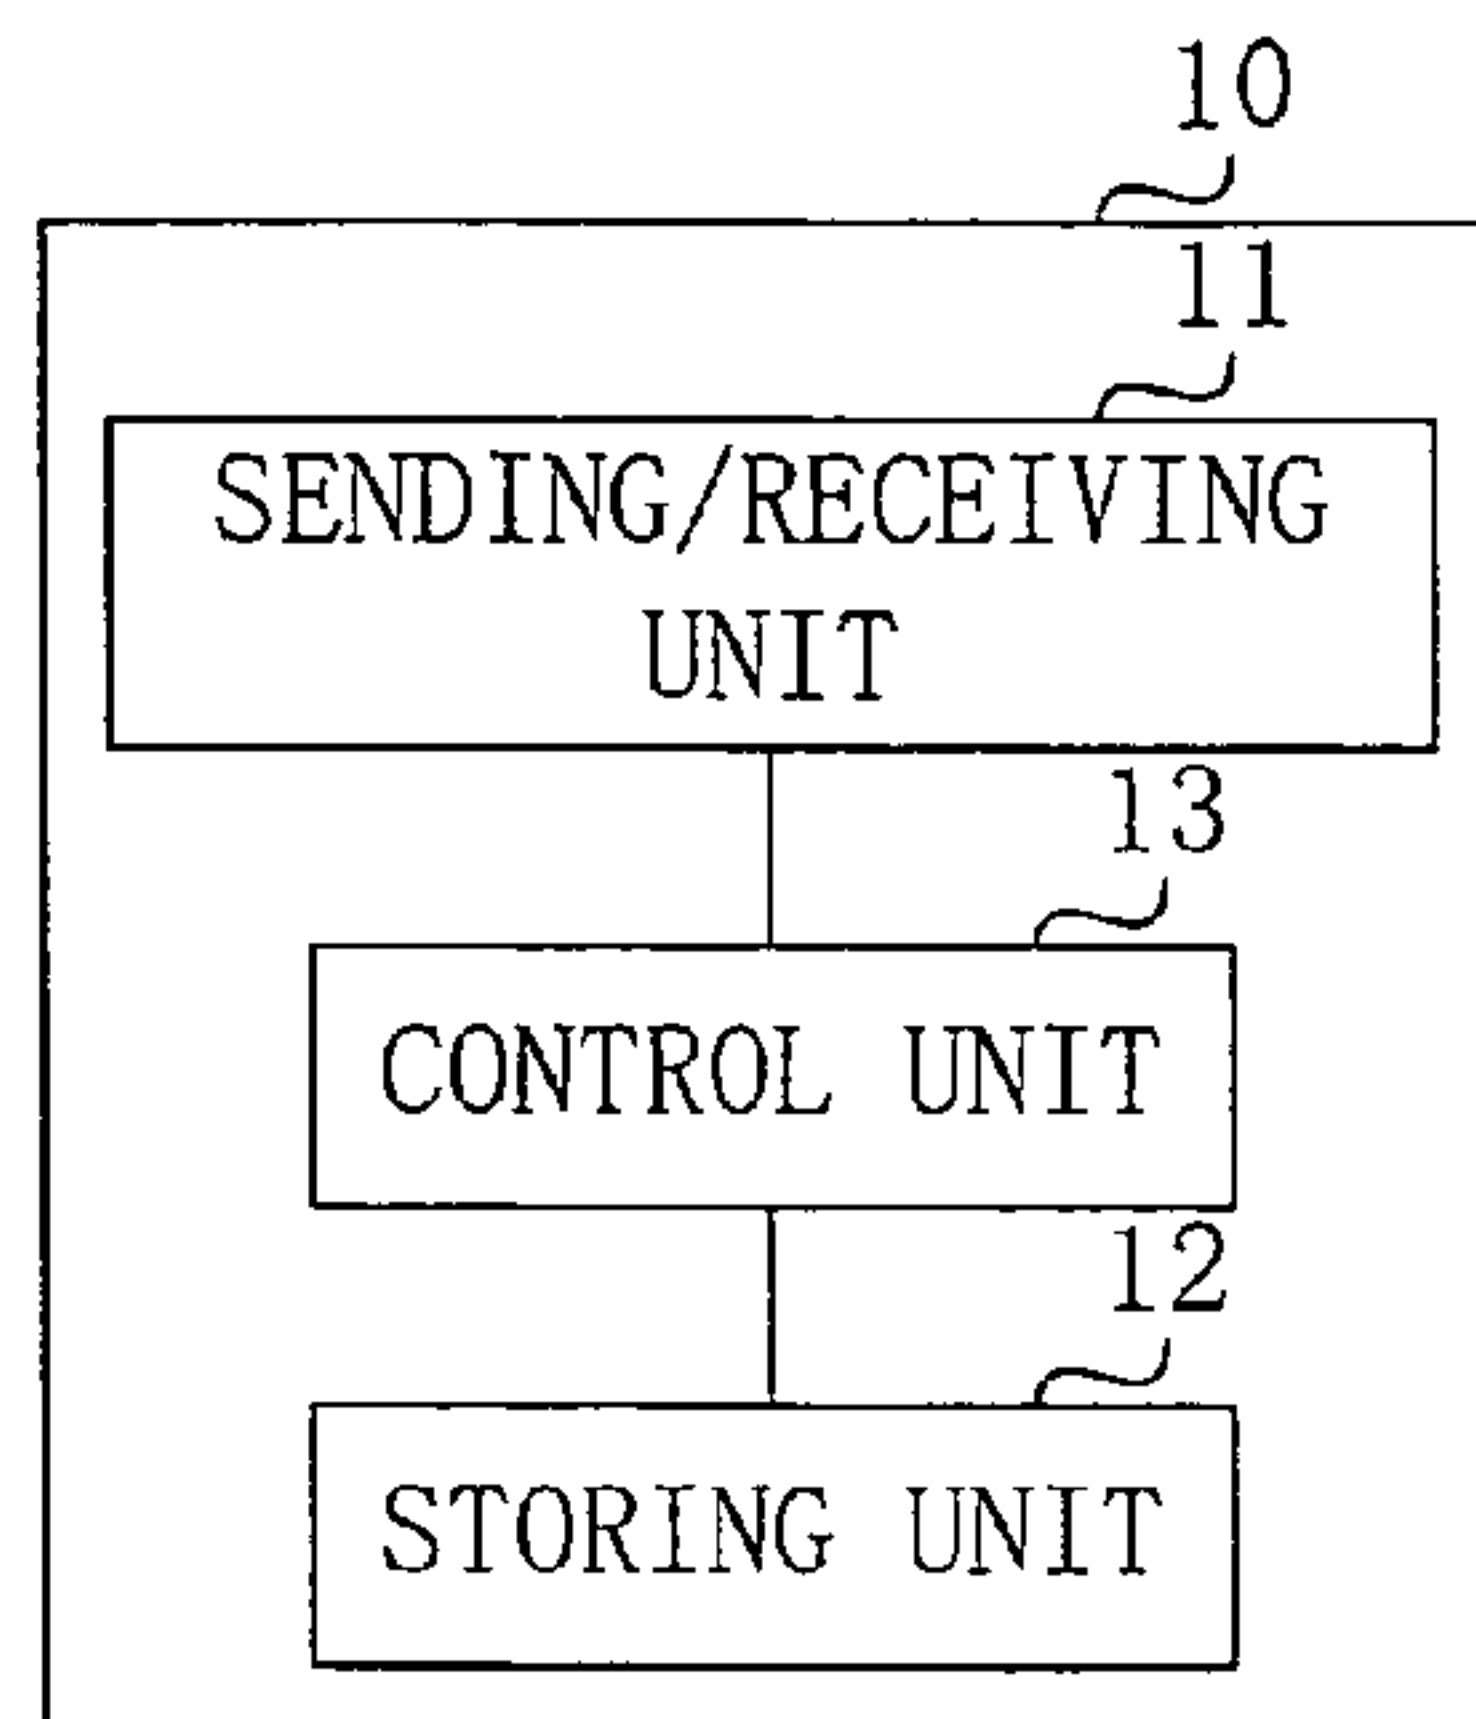 10
11
SENDING/RECEIVING
UNIT
13
CONTROL UNIT
12
STORING UNIT